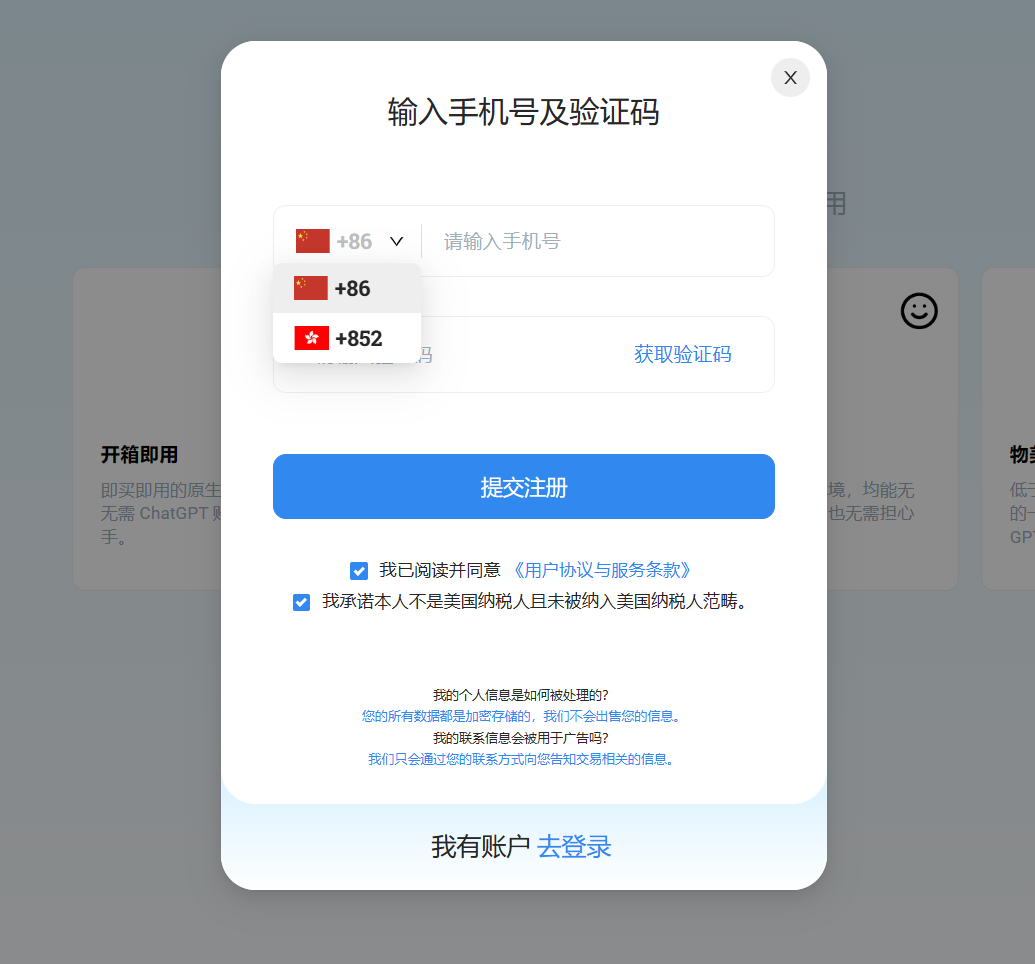 X
输入手机号及验证码
用
+86
请输入手机号
+86
+852
码
获取验证码
开箱即用
即买即用的原生
无需 ChatGPT
手。
境，均能无
也无需担心
低于
的一
GPT
提交注册
我已阅读并同意 《用户协议与服务条款》
我承诺本人不是美国纳税人且未被纳入美国纳税人范畴。
我的个人信息是如何被处理的?
您的所有数据都是加密存储的，我们不会出售您的信息。
我的联系信息会被用于广告吗?
我们只会通过您的联系方式向您告知交易相关的信息。
我有账户 去登录